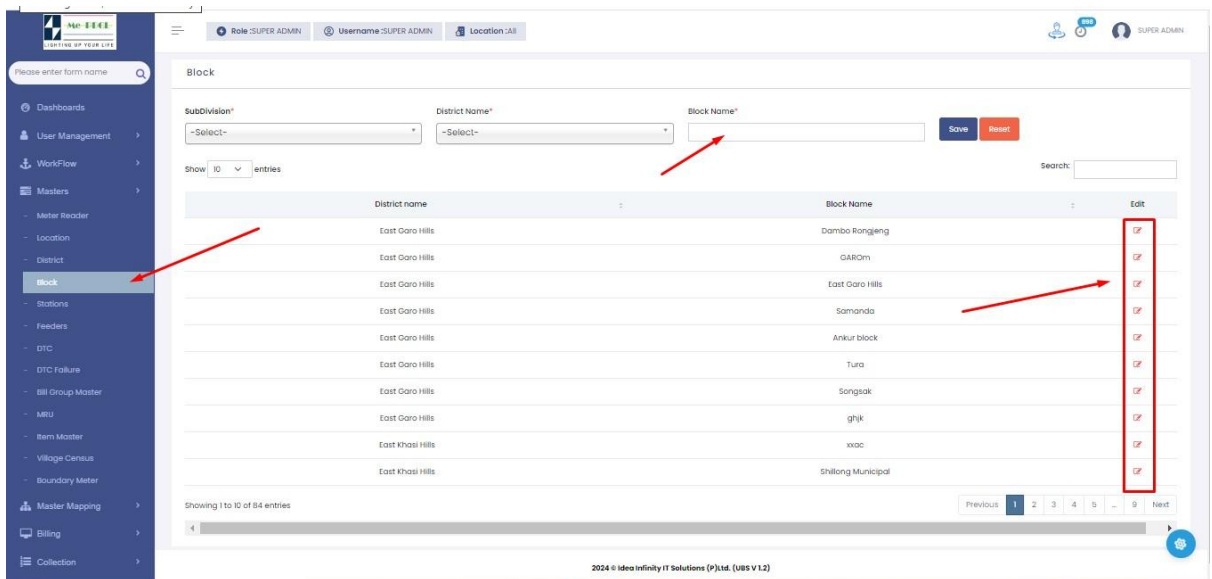 Me-PDCL
LIGHTING UP YOUR LIFE
Role :SUPER ADMIN Username :SUPER ADMIN Location :All
898
SUPER ADMIN
Please enter form name
Dashboards
User Management
WorkFlow
Masters
Meter Reader
Location
District
Block
Stations
Feeders
DTC
DTC Failure
Bill Group Master
MRU
Item Master
Village Census
Boundary Meter
Master Mapping
Billing
Collection
Block
SubDivision* District Name* Block Name*
-Select- -Select- Save Reset
Show 10 entries Search:
District name Block Name Edit
East Garo Hills Dambo Rongjeng
East Garo Hills GAROm
East Garo Hills East Garo Hills
East Garo Hills Samanda
East Garo Hills Ankur block
East Garo Hills Tura
East Garo Hills Songsak
East Garo Hills ghjk
East Khasi Hills xxac
East Khasi Hills Shillong Municipal
Showing 1 to 10 of 84 entries Previous 1 2 3 4 5 … 9 Next
2024 © Idea Infinity IT Solutions (P)Ltd. (UBS V 1.2)